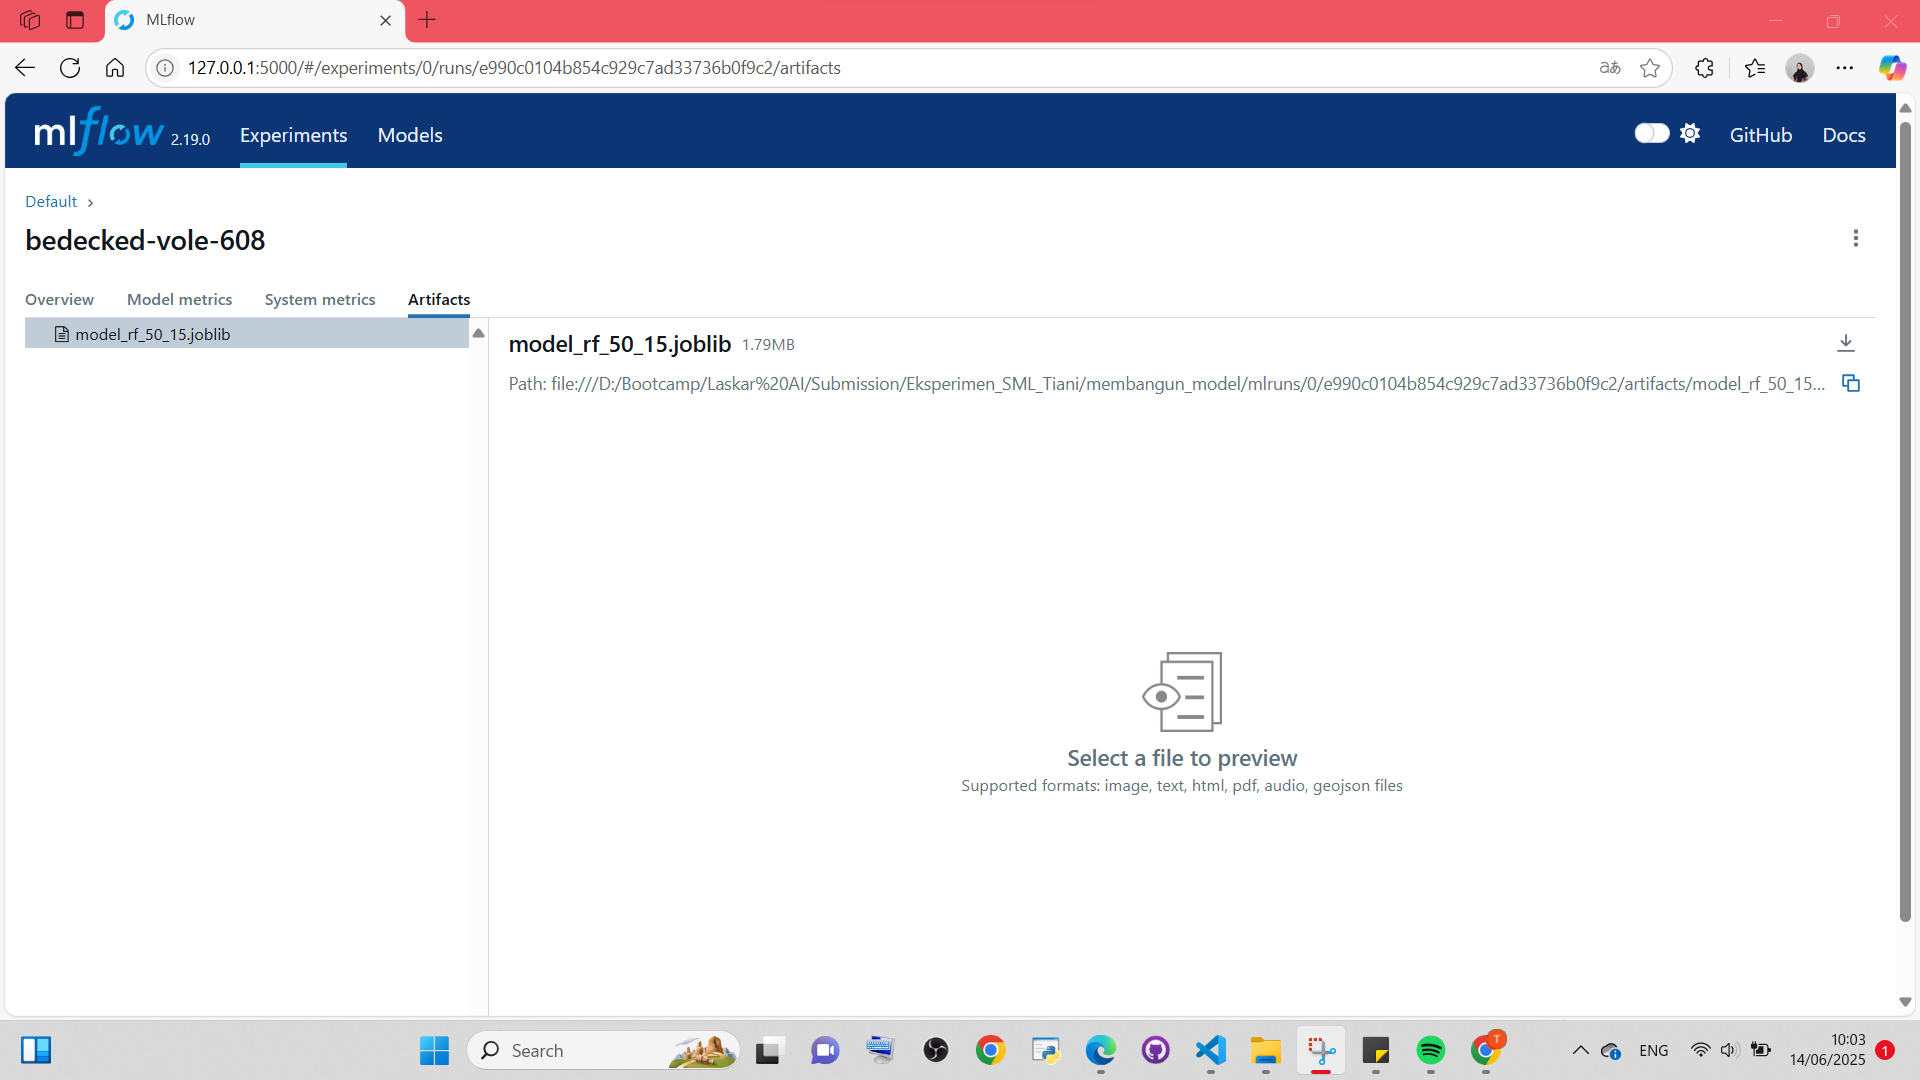 MLflow
127.0.0.1:5000/#/experiments/0/runs/e990c0104b854c929c7ad33736b0f9c2/artifacts
aあ
mlflow 2.19.0 Experiments Models GitHub Docs
Default
bedecked-vole-608
Overview Model metrics System metrics Artifacts
model_rf_50_15.joblib
model_rf_50_15.joblib 1.79MB
Path: file:///D:/Bootcamp/Laskar%20AI/Submission/Eksperimen_SML_Tiani/membangun_model/mlruns/0/e990c0104b854c929c7ad33736b0f9c2/artifacts/model_rf_50_15...
Select a file to preview
Supported formats: image, text, html, pdf, audio, geojson files
Search
T
ENG
10:03
14/06/2025
1